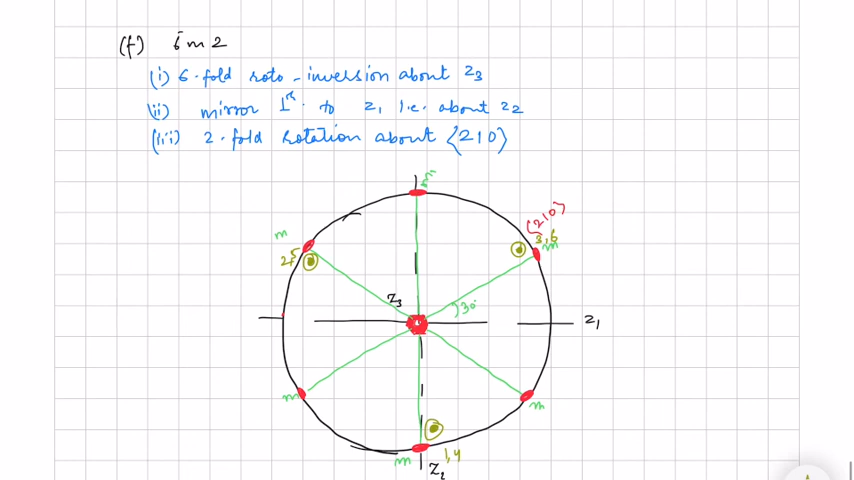 (f) 6̄ m 2
(i) 6-fold roto-inversion about Z3
(ii) mirror ⊥r to Z1 i.e. about Z2
(iii) 2-fold rotation about ⟨210⟩
m
m
(210)
3,6
m
2,5
Z3
30°
Z1
m
m
m
1,4
Z2